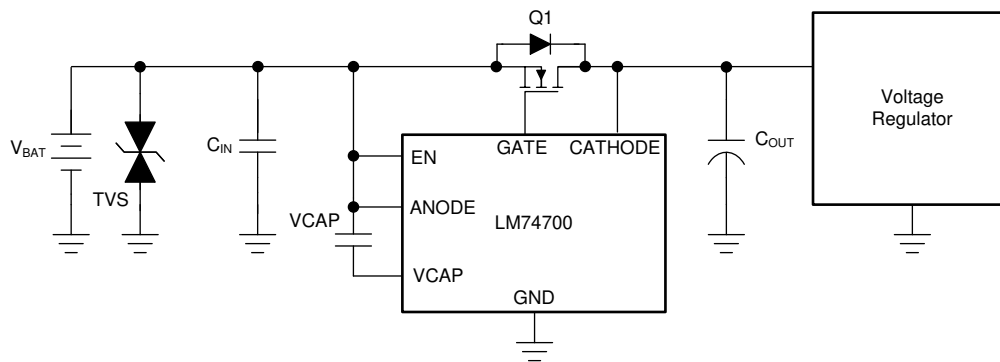 Q1
Voltage
Regulator
V_BAT
TVS
C_IN
GATE
CATHODE
C_OUT
EN
ANODE
LM74700
VCAP
VCAP
GND